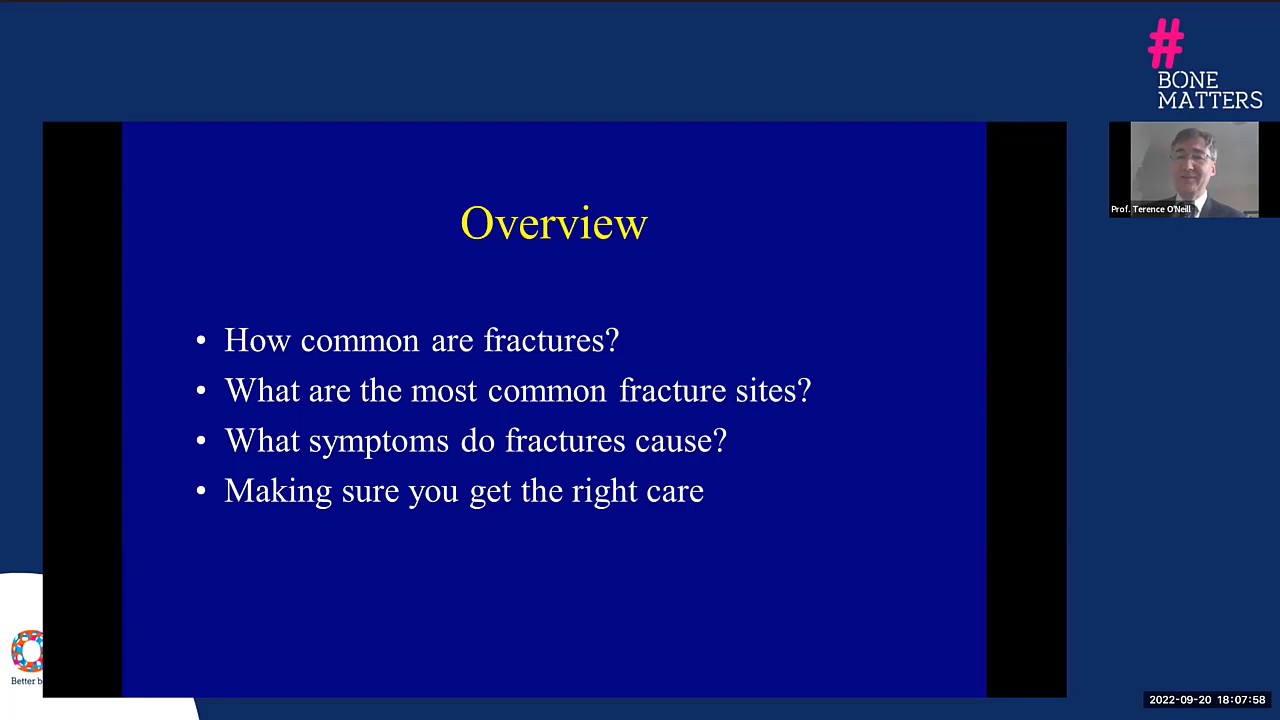 #
BONE
MATTERS
Prof. Terence O'Neill
Overview
• How common are fractures?
• What are the most common fracture sites?
• What symptoms do fractures cause?
• Making sure you get the right care
Better b
2022-09-20 18:07:58